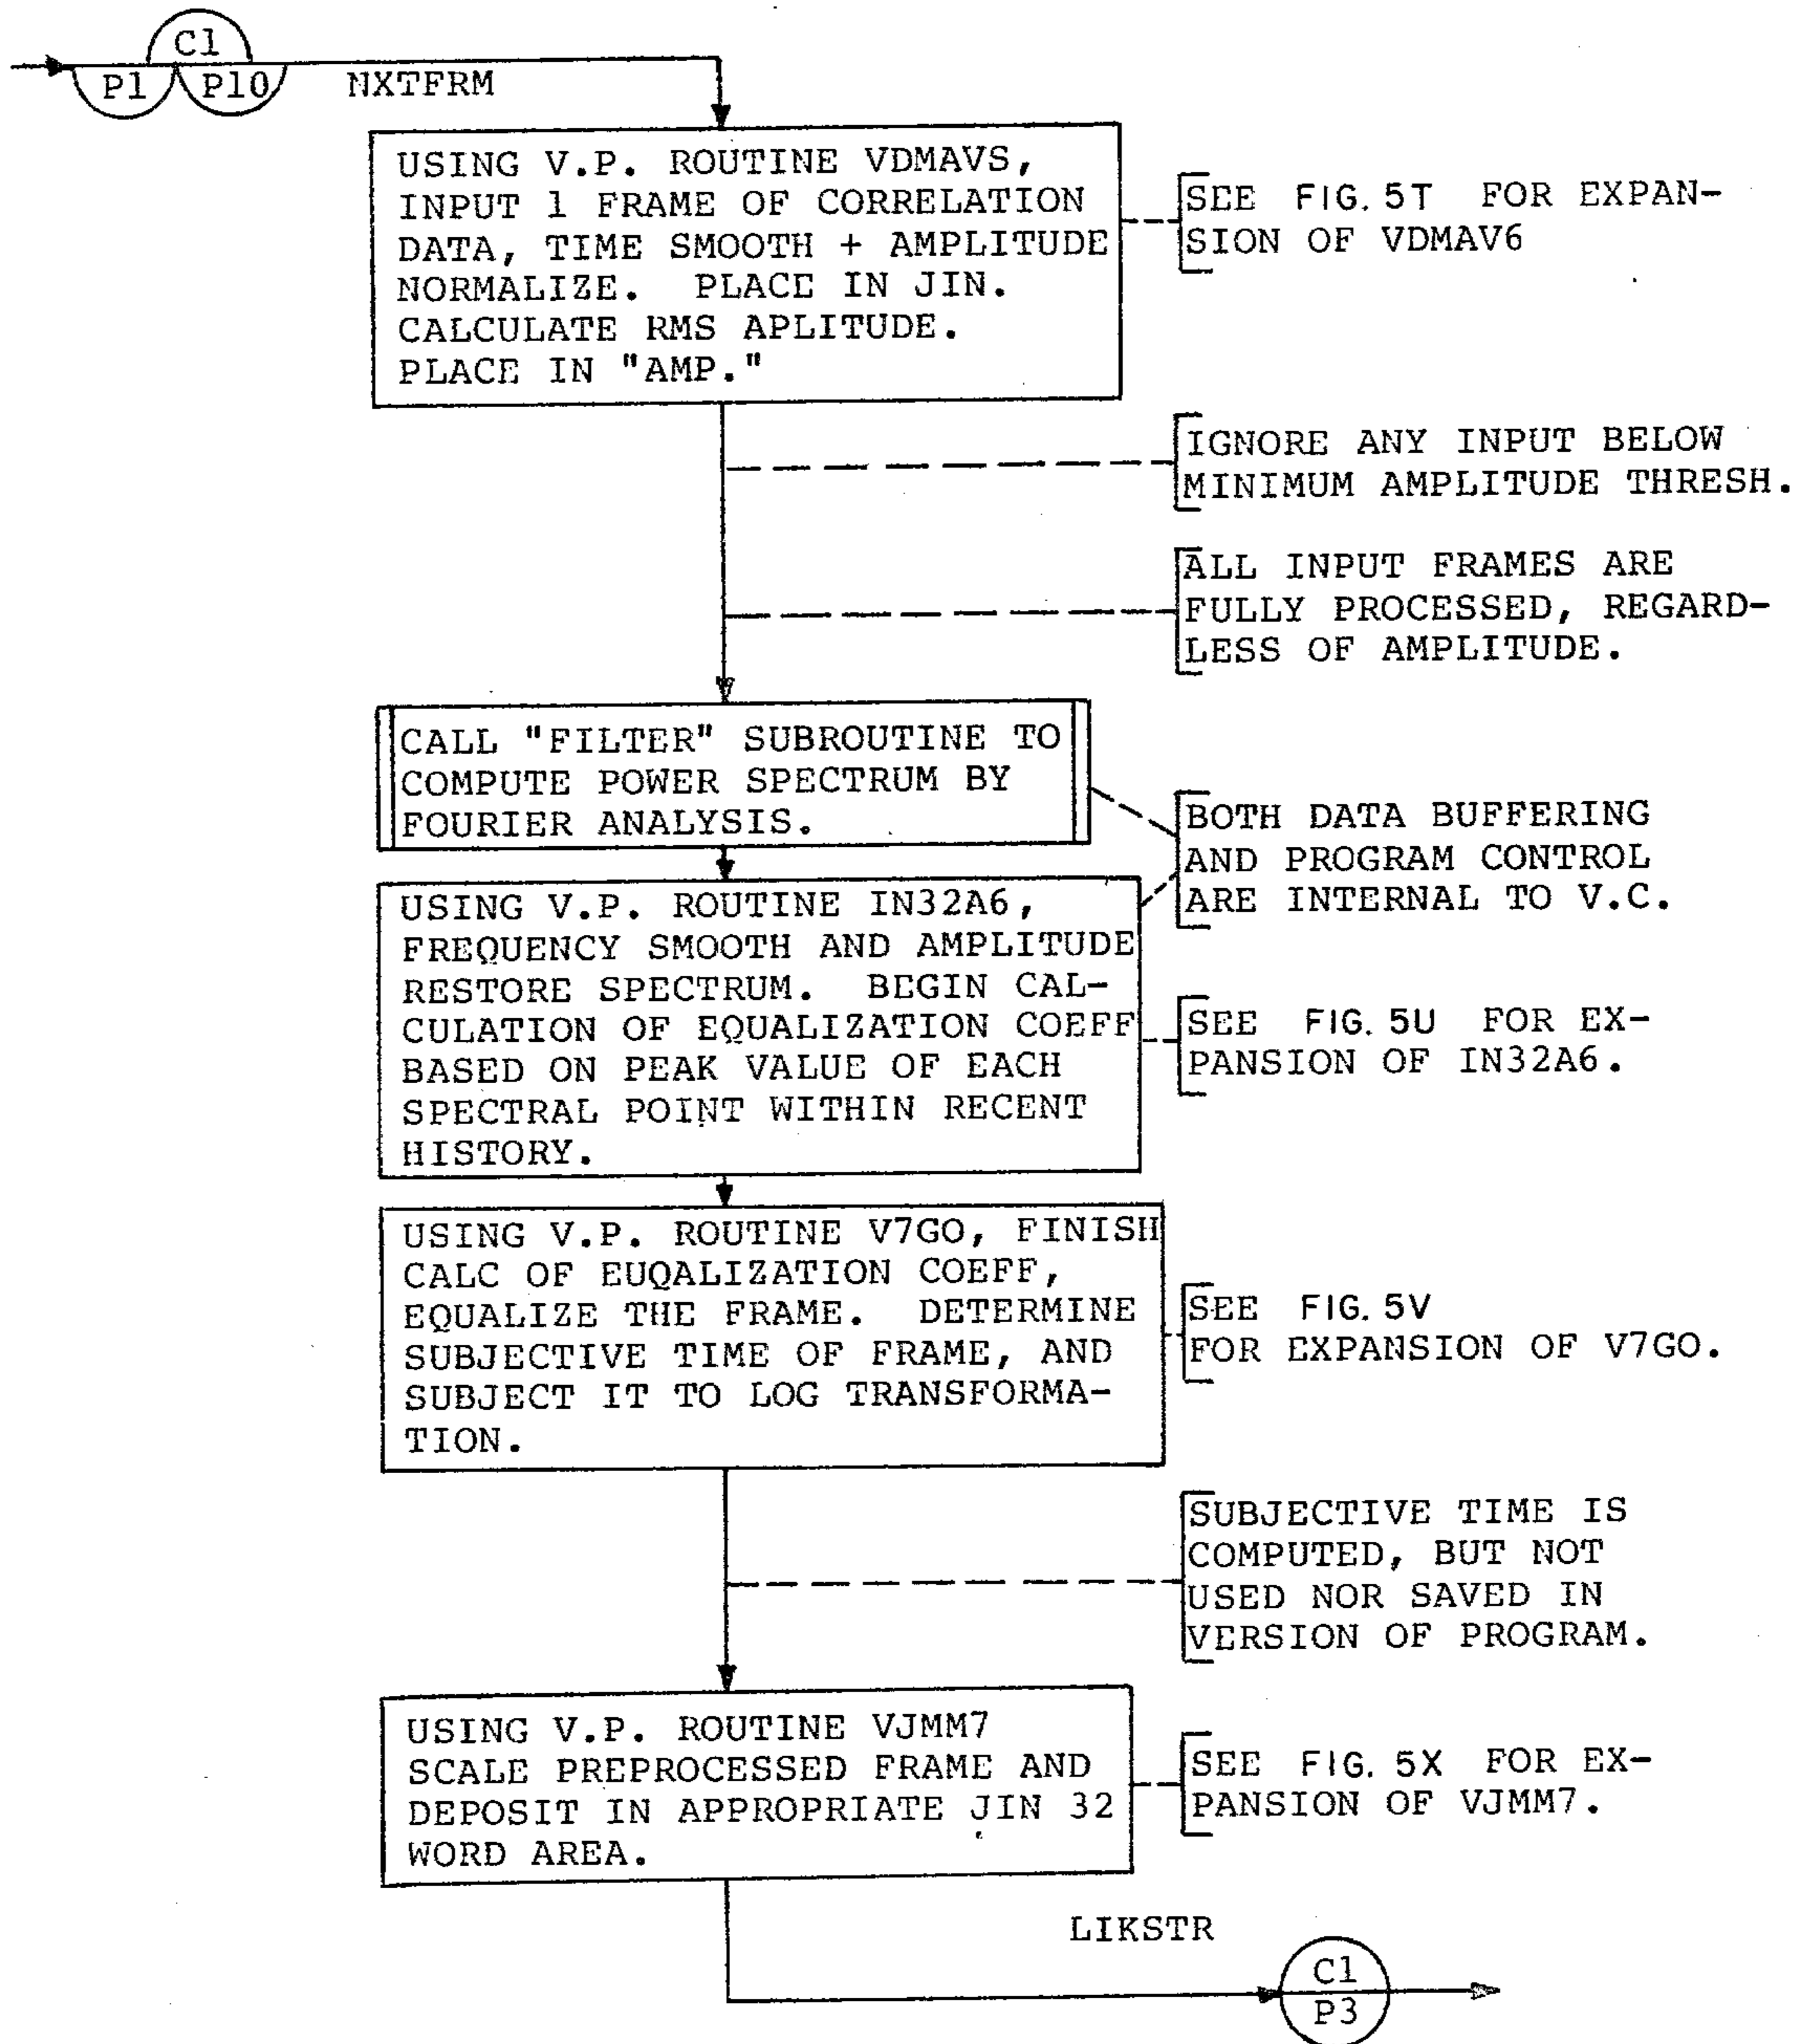 C1
P1 P10 NXTFRM
USING V.P. ROUTINE VDMAVS,
INPUT 1 FRAME OF CORRELATION
DATA, TIME SMOOTH + AMPLITUDE
NORMALIZE. PLACE IN JIN.
CALCULATE RMS APLITUDE.
PLACE IN "AMP."
SEE FIG. 5T FOR EXPAN-
SION OF VDMAV6
IGNORE ANY INPUT BELOW
MINIMUM AMPLITUDE THRESH.
ALL INPUT FRAMES ARE
FULLY PROCESSED, REGARD-
LESS OF AMPLITUDE.
CALL "FILTER" SUBROUTINE TO
COMPUTE POWER SPECTRUM BY
FOURIER ANALYSIS.
BOTH DATA BUFFERING
AND PROGRAM CONTROL
ARE INTERNAL TO V.C.
USING V.P. ROUTINE IN32A6,
FREQUENCY SMOOTH AND AMPLITUDE
RESTORE SPECTRUM. BEGIN CAL-
CULATION OF EQUALIZATION COEFF
BASED ON PEAK VALUE OF EACH
SPECTRAL POINT WITHIN RECENT
HISTORY.
SEE FIG. 5U FOR EX-
PANSION OF IN32A6.
USING V.P. ROUTINE V7GO, FINISH
CALC OF EUQALIZATION COEFF,
EQUALIZE THE FRAME. DETERMINE
SUBJECTIVE TIME OF FRAME, AND
SUBJECT IT TO LOG TRANSFORMA-
TION.
SEE FIG. 5V
FOR EXPANSION OF V7GO.
SUBJECTIVE TIME IS
COMPUTED, BUT NOT
USED NOR SAVED IN
VERSION OF PROGRAM.
USING V.P. ROUTINE VJMM7
SCALE PREPROCESSED FRAME AND
DEPOSIT IN APPROPRIATE JIN 32
WORD AREA.
SEE FIG. 5X FOR EX-
PANSION OF VJMM7.
LIKSTR
C1
P3